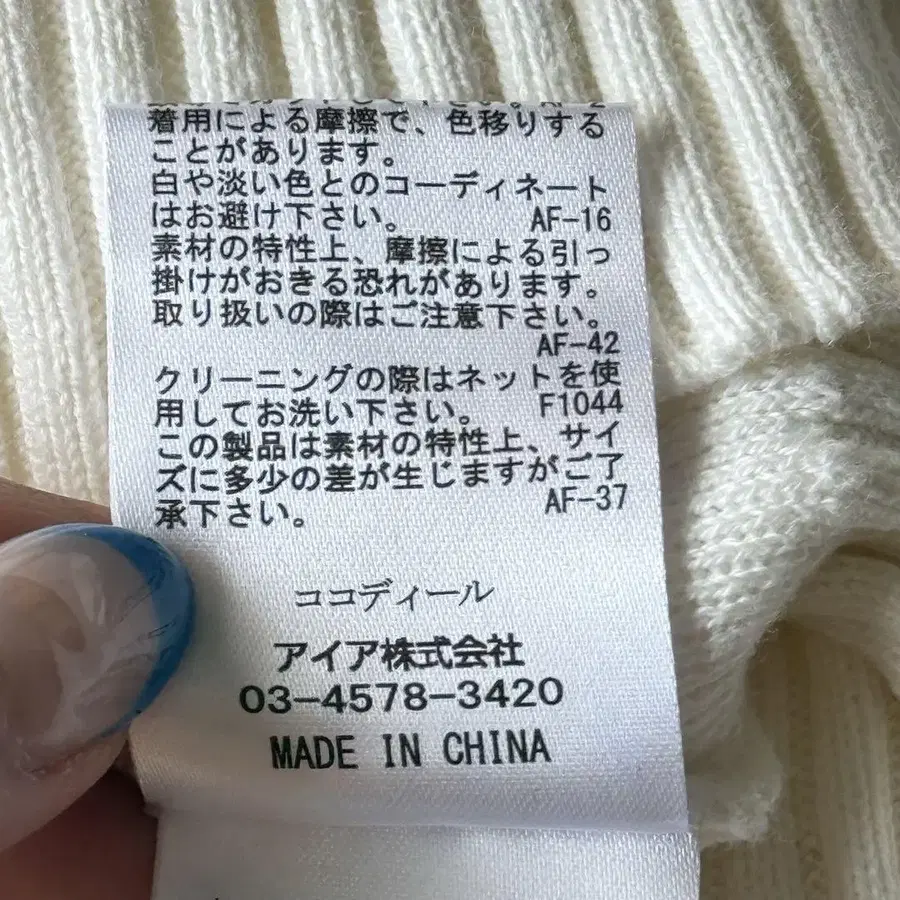 着用による摩擦で、色移りする
ことがあります。
白や淡い色とのコーディネート
はお避け下さい。 AF-16
素材の特性上、摩擦による引っ
掛けがおきる恐れがあります。
取り扱いの際はご注意下さい。
AF-42
クリーニングの際はネットを使
用してお洗い下さい。 F1044
この製品は素材の特性上、サイ
ズに多少の差が生じますがご了
承下さい。 AF-37
ココディール
アイア株式会社
03-4578-3420
MADE IN CHINA